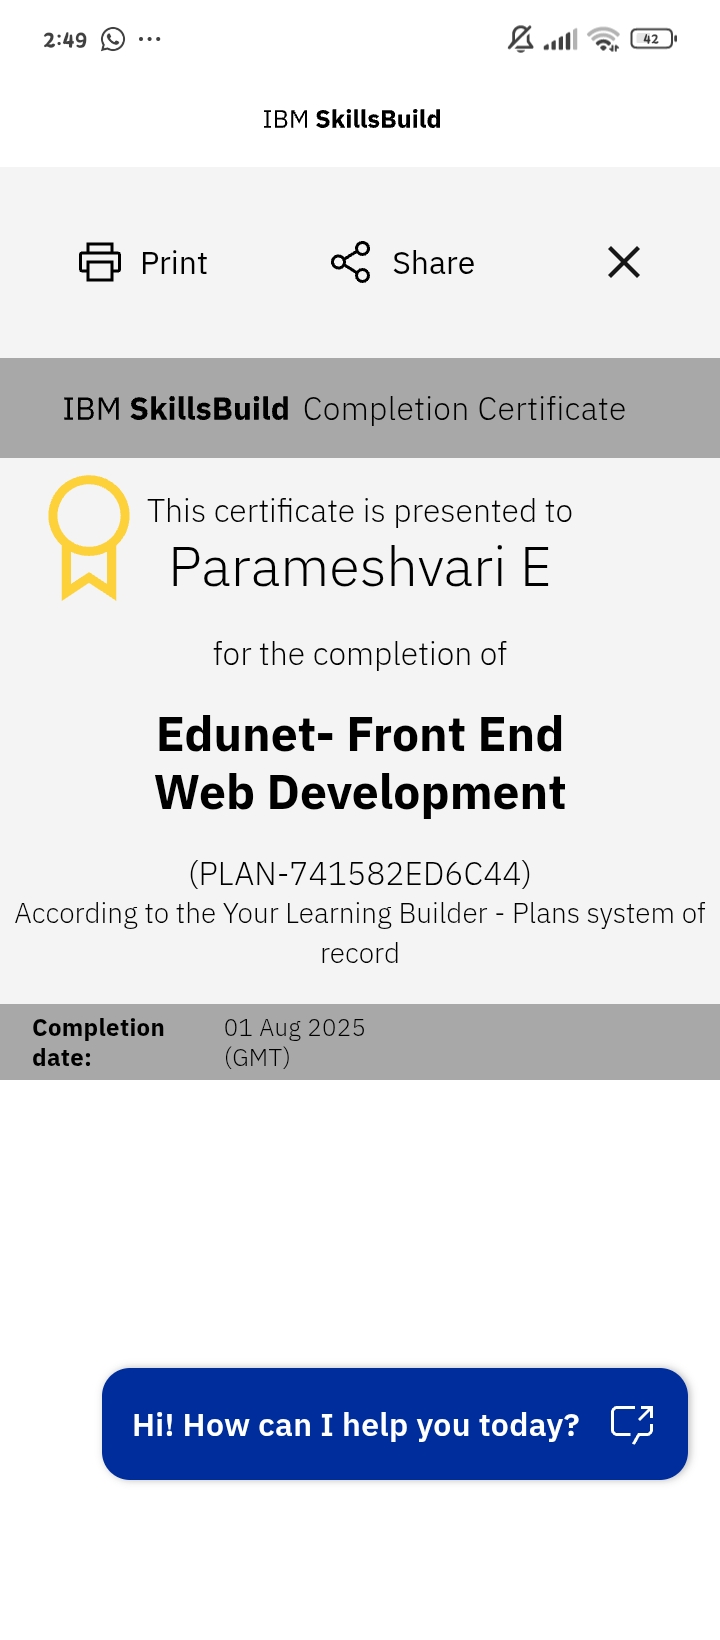 2:49
42
IBM SkillsBuild
Print Share
IBM SkillsBuild Completion Certificate
This certificate is presented to
Parameshvari E
for the completion of
Edunet- Front End
Web Development
(PLAN-741582ED6C44)
According to the Your Learning Builder - Plans system of
record
Completion 01 Aug 2025
date: (GMT)
Hi! How can I help you today?